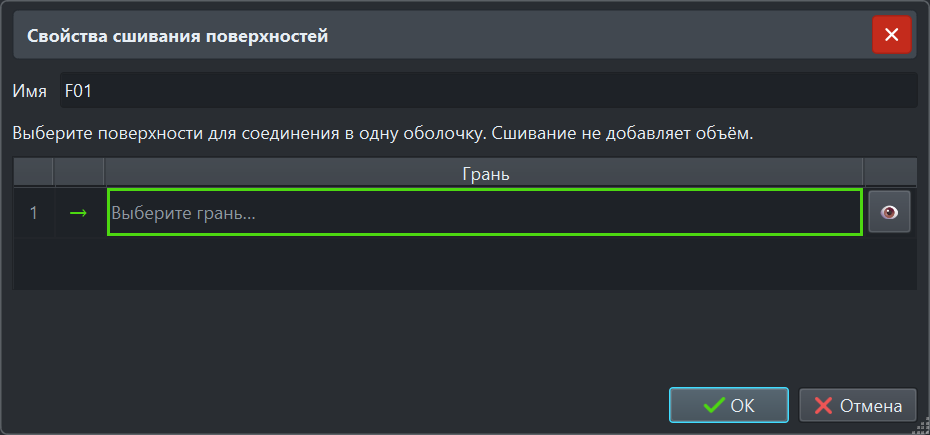 Свойства сшивания поверхностей
Имя F01
Выберите поверхности для соединения в одну оболочку. Сшивание не добавляет объём.
Грань
1 → Выберите грань...
OK Отмена